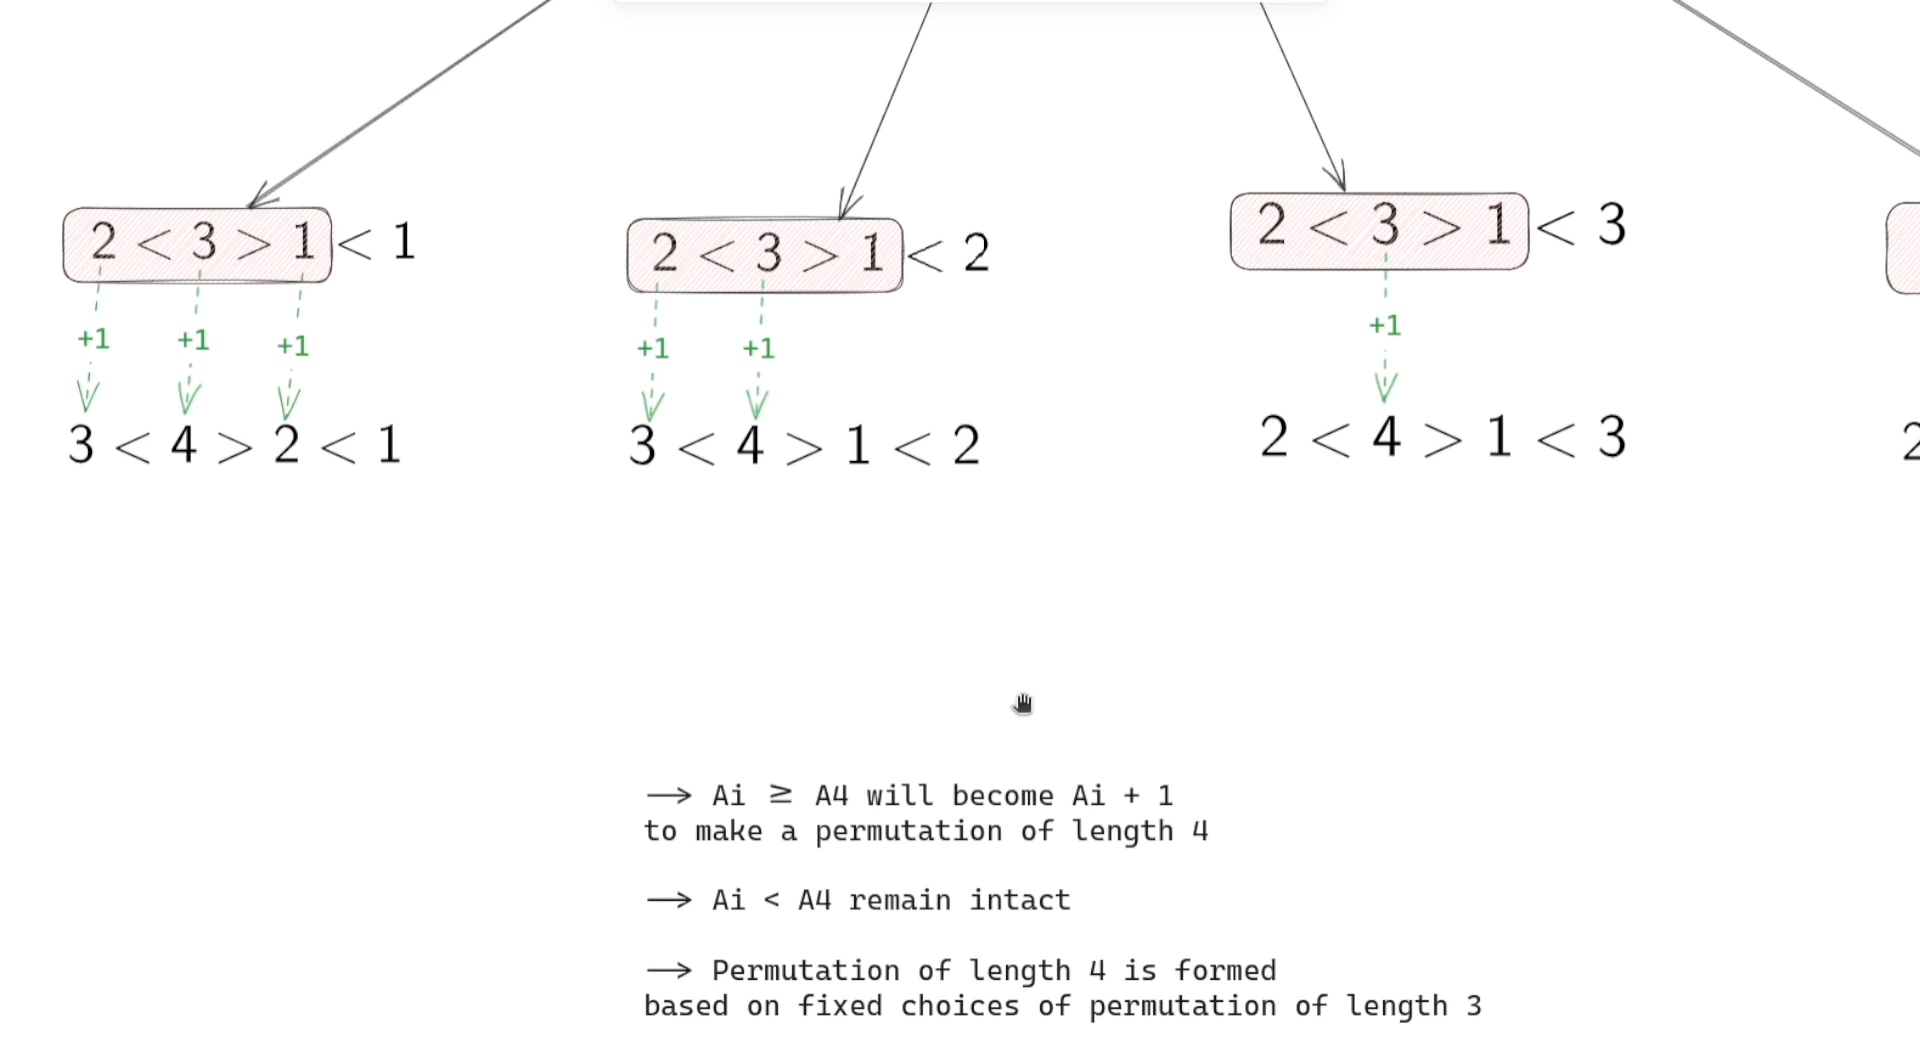 2 < 3 > 1 < 1
2 < 3 > 1 < 2
2 < 3 > 1 < 3
+1 +1 +1
+1 +1
+1
3 < 4 > 2 < 1
3 < 4 > 1 < 2
2 < 4 > 1 < 3
2
→ Ai ≥ A4 will become Ai + 1
to make a permutation of length 4
→ Ai < A4 remain intact
→ Permutation of length 4 is formed
based on fixed choices of permutation of length 3